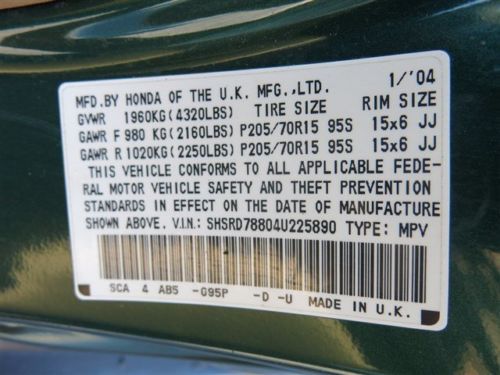 MFD.BY HONDA OF THE U.K. MFG.,LTD. 1/'04
GVWR 1960KG(4320LBS) TIRE SIZE RIM SIZE
GAWR F 980 KG(2160LBS) P205/70R15 95S 15x6 JJ
GAWR R 1020KG(2250LBS) P205/70R15 95S 15x6 JJ
THIS VEHICLE CONFORMS TO ALL APPLICABLE FEDE-
RAL MOTOR VEHICLE SAFETY AND THEFT PREVENTION
STANDARDS IN EFFECT ON THE DATE OF MANUFACTURE
SHOWN ABOVE. V.I.N.: SHSRD78804U225890 TYPE: MPV
SCA 4 AB5 -G95P -D -U MADE IN U.K.